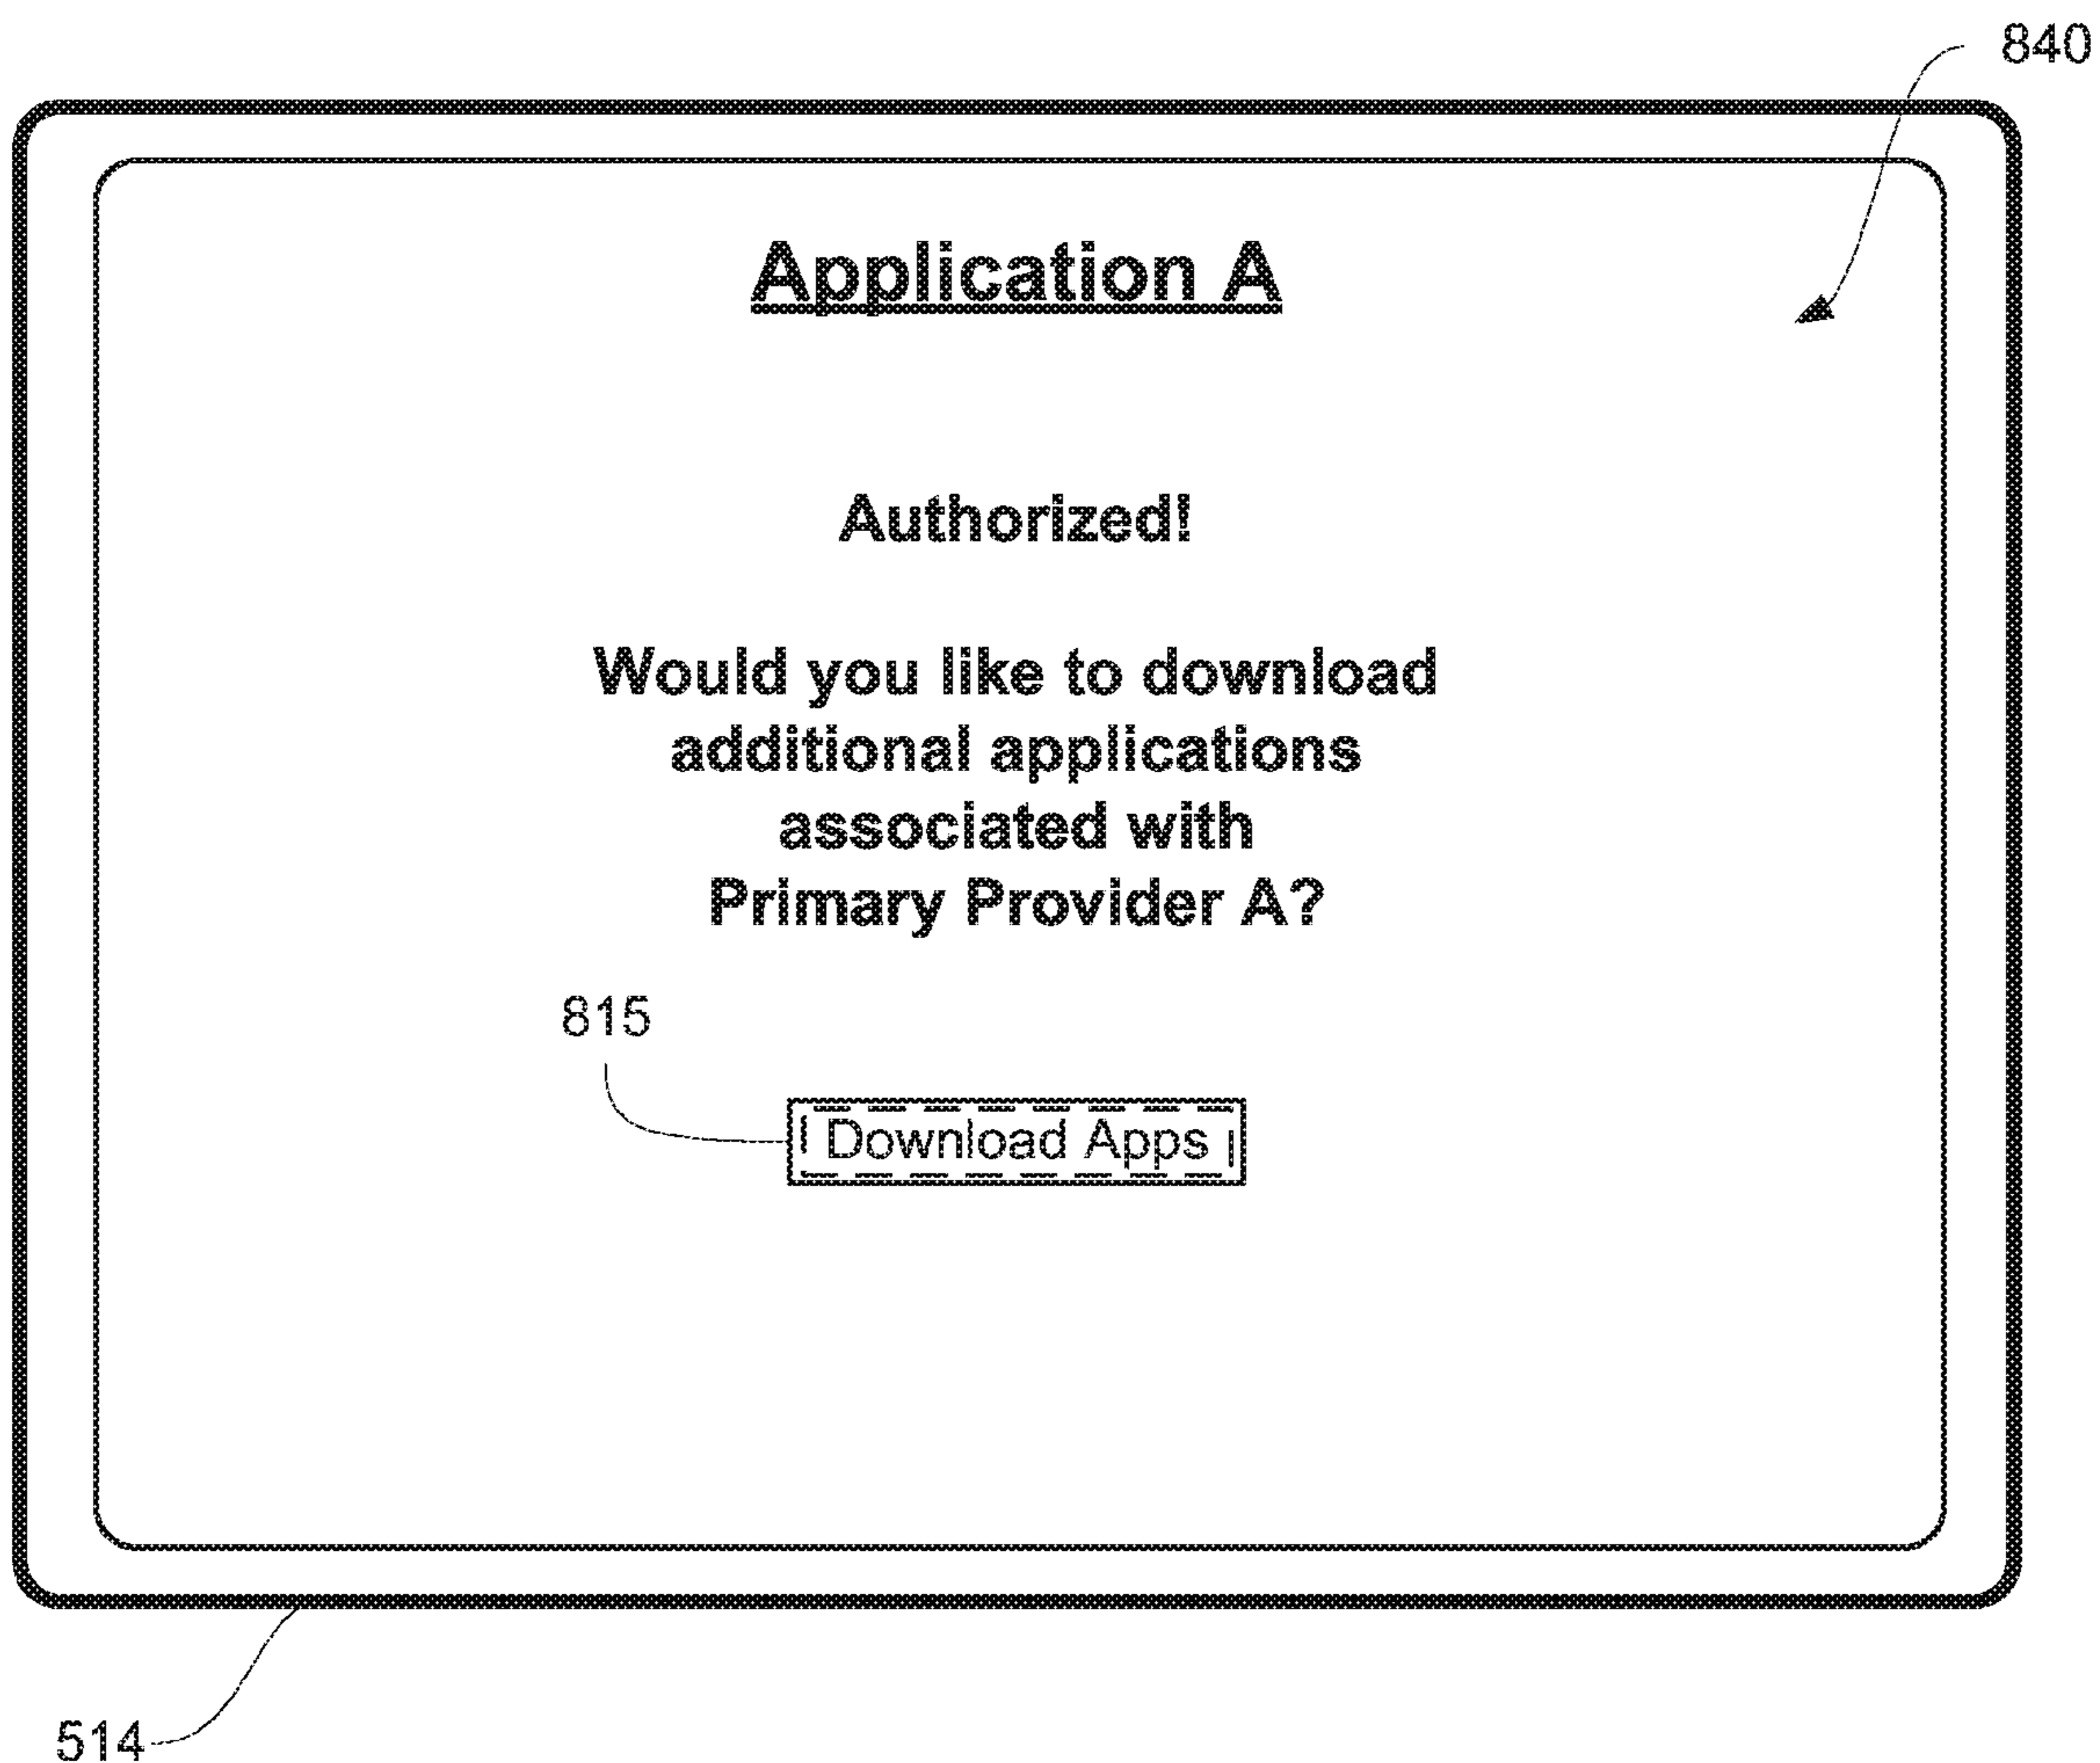 840
Application A
Authorized!
Would you like to download
additional applications
associated with
Primary Provider A?
815
Download Apps
514